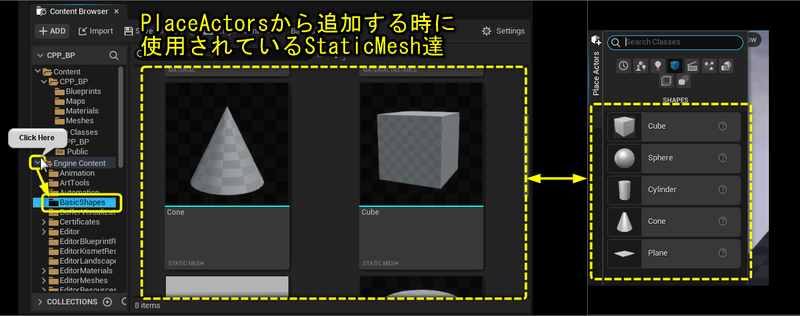 Content Browser
PlaceActorsから追加する時に
使用されているStaticMesh達
ADD
Import
Settings
CPP_BP
Content
CPP_BP
Blueprints
Maps
Materials
Meshes
Classes
Public
Click Here
Engine Content
Animation
ArtTools
Automation
BasicShapes
Certificates
Editor
EditorBlueprintR
EditorKismetRes
EditorLandscape
EditorMaterials
EditorMeshes
EditorResources
COLLECTIONS
MATERIAL
MATERIAL INSTANCE
Cone
STATIC MESH
Cube
STATIC MESH
8 items
Place Actors
Search Classes
SHAPES
Cube
Sphere
Cylinder
Cone
Plane